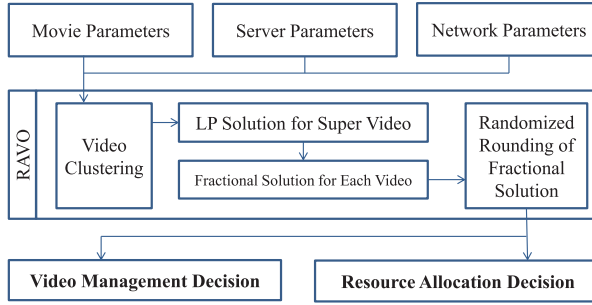 Movie Parameters
Server Parameters
Network Parameters
RAVO
Video
Clustering
LP Solution for Super Video
Fractional Solution for Each Video
Randomized
Rounding of
Fractional
Solution
Video Management Decision
Resource Allocation Decision